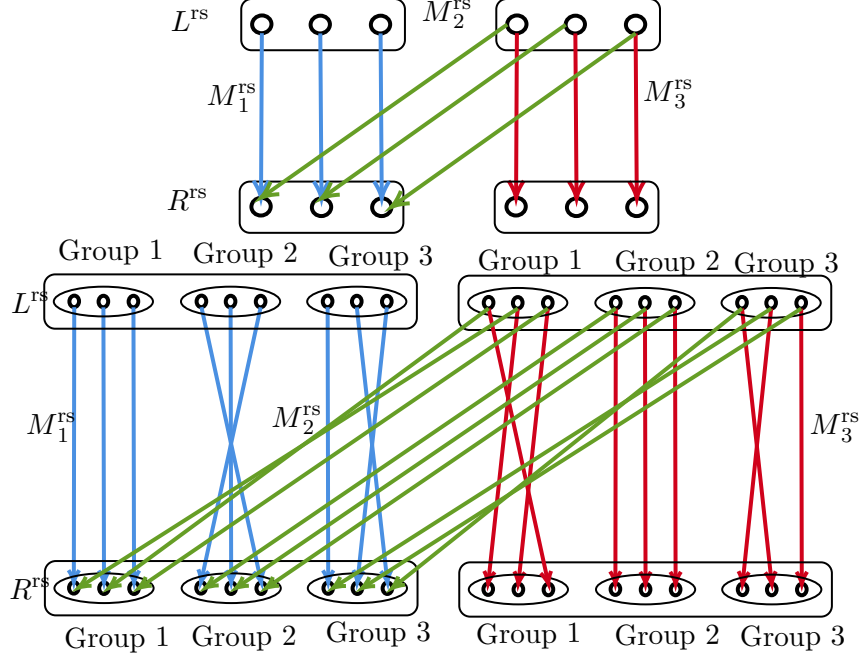 L^rs M_2^rs
M_1^rs M_3^rs
R^rs
Group 1 Group 2 Group 3 Group 1 Group 2 Group 3
L^rs
M_1^rs M_2^rs M_3^rs
R^rs
Group 1 Group 2 Group 3 Group 1 Group 2 Group 3